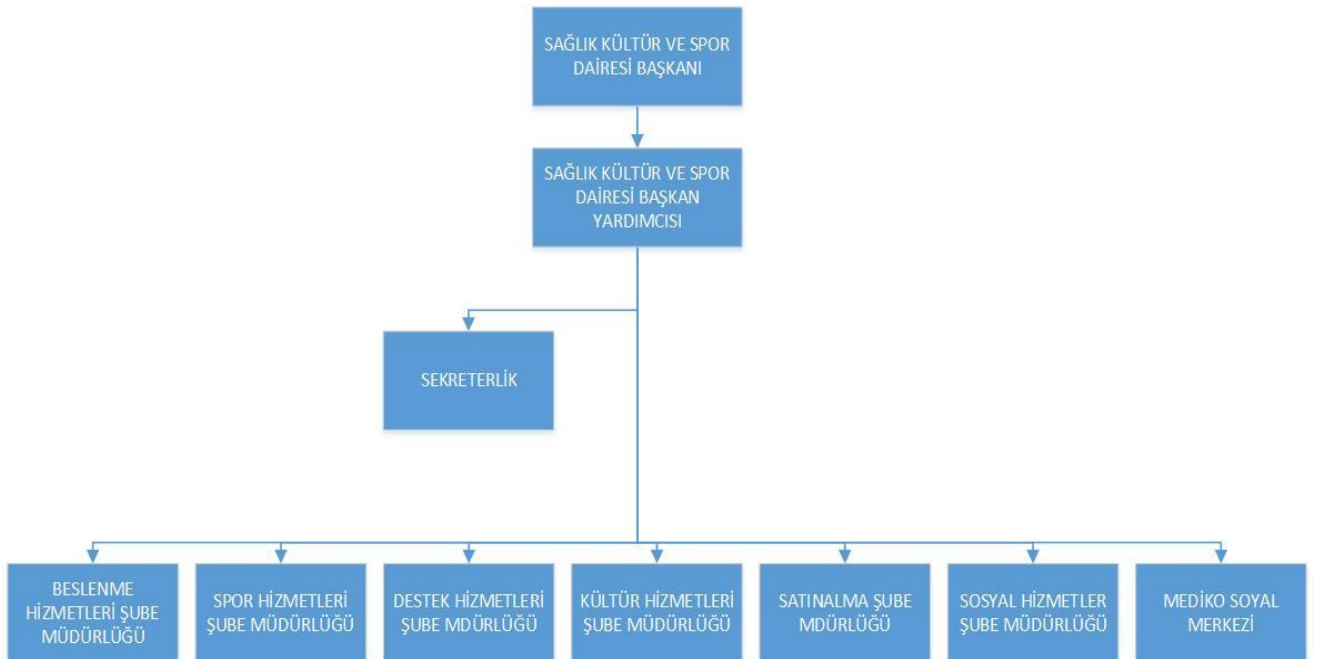 SAĞLIK KÜLTÜR VE SPOR
DAİRESİ BAŞKANI
SAĞLIK KÜLTÜR VE SPOR
DAİRESİ BAŞKAN
YARDIMCISI
SEKRETERLİK
BESLENME
HİZMETLERİ ŞUBE
MÜDÜRLÜĞÜ
SPOR HİZMETLERİ
ŞUBE MÜDÜRLÜĞÜ
DESTEK HİZMETLERİ
ŞUBE MDÜRLÜĞÜ
KÜLTÜR HİZMETLERİ
ŞUBE MÜDÜRLÜĞÜ
SATINALMA ŞUBE
MDÜRLÜĞÜ
SOSYAL HİZMETLER
ŞUBE MÜDÜRLÜĞÜ
MEDİKO SOYAL
MERKEZİ